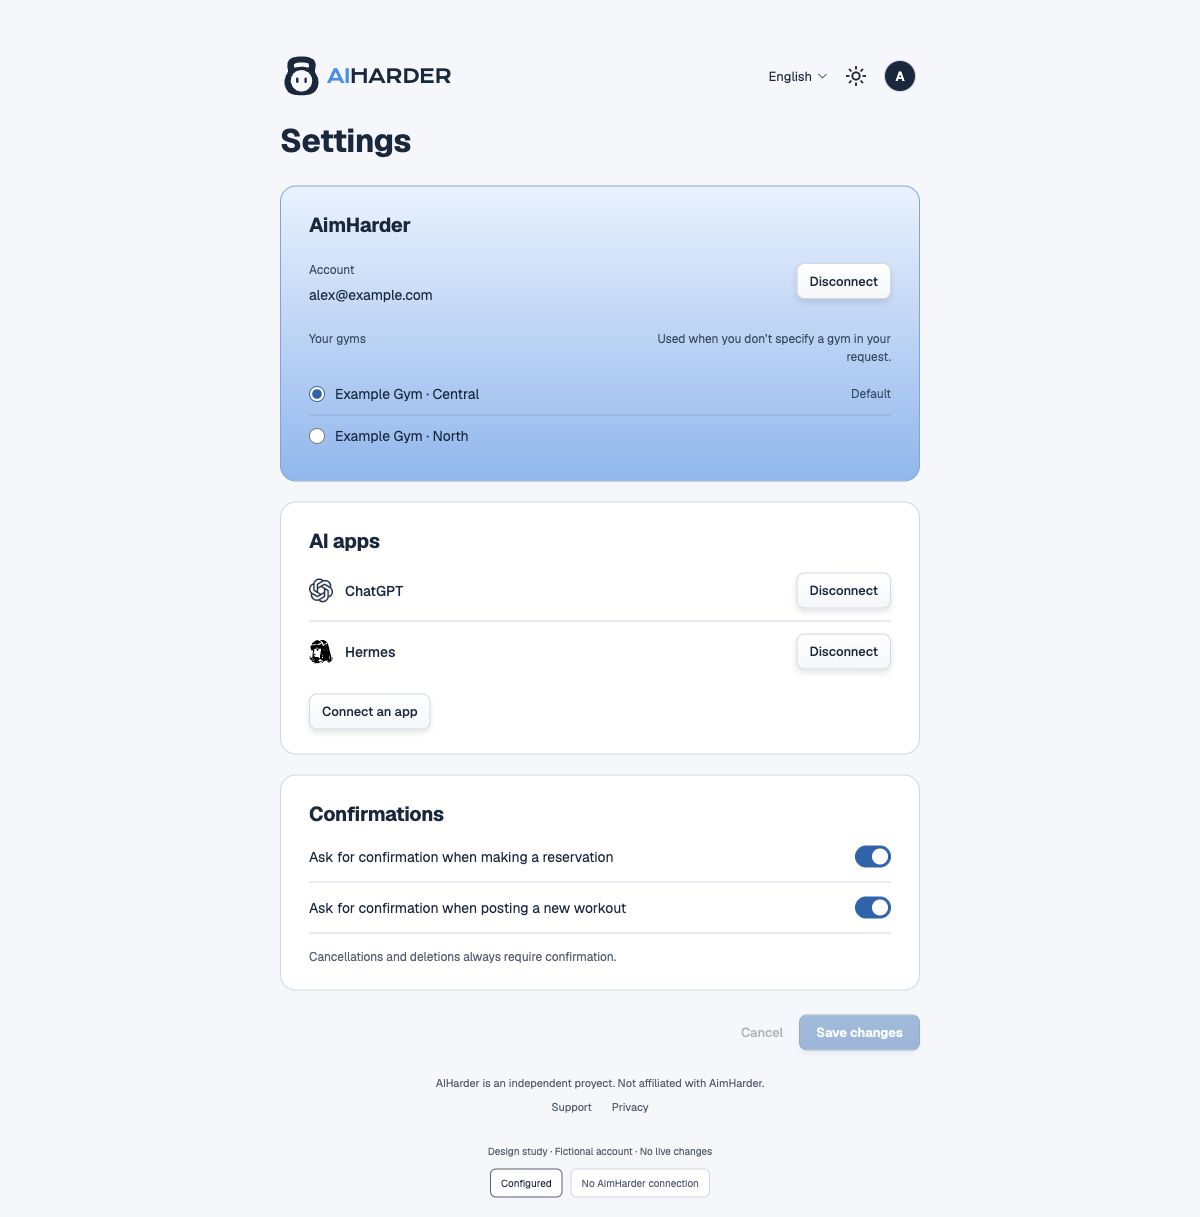 AIHARDER
English
A
Settings
AimHarder
Account
alex@example.com
Disconnect
Your gyms
Used when you don't specify a gym in your
request.
Example Gym · Central
Default
Example Gym · North
AI apps
ChatGPT
Disconnect
Hermes
Disconnect
Connect an app
Confirmations
Ask for confirmation when making a reservation
Ask for confirmation when posting a new workout
Cancellations and deletions always require confirmation.
Cancel
Save changes
AIHarder is an independent proyect. Not affiliated with AimHarder.
Support
Privacy
Design study · Fictional account · No live changes
Configured
No AimHarder connection